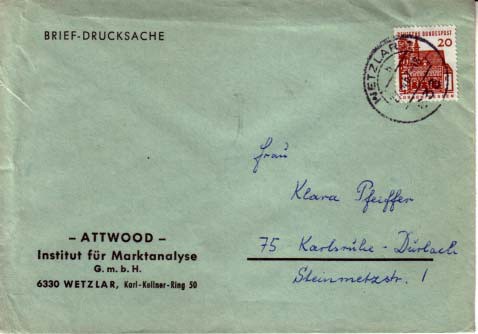 BRIEF-DRUCKSACHE
DEUTSCHE BUNDESPOST
20
WETZLAR
Frau
Klara Pfeiffer
75 Karlsruhe-Durlach
Steinmetzstr. 1
– ATTWOOD –
Institut für Marktanalyse
G.m.b.H.
6330 WETZLAR, Karl-Kellner-Ring 50